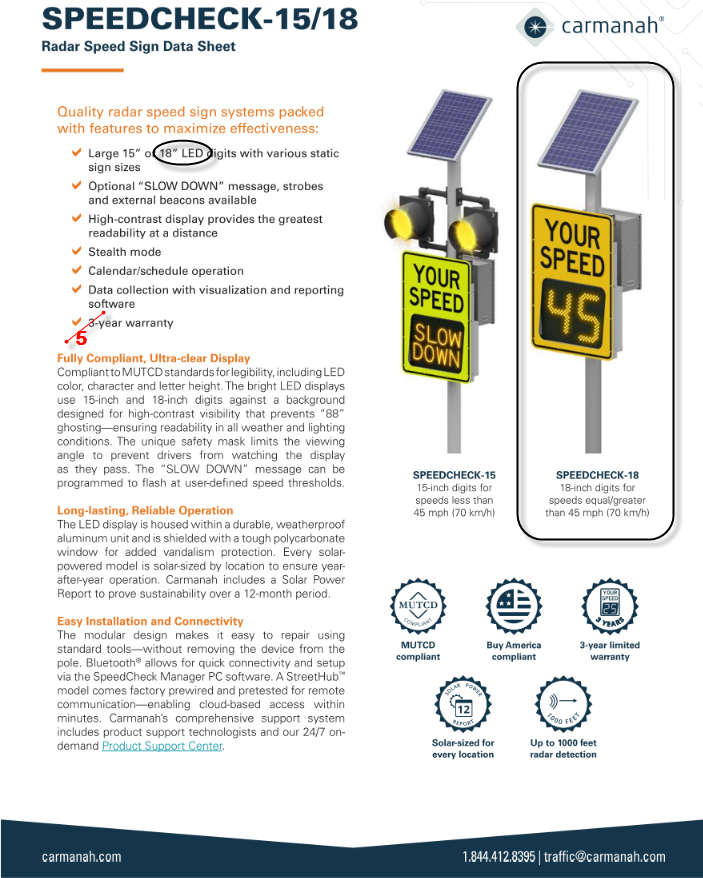 SPEEDCHECK-15/18
Radar Speed Sign Data Sheet
carmanah®
Quality radar speed sign systems packed
with features to maximize effectiveness:
Large 15” or 18” LED digits with various static
sign sizes
Optional “SLOW DOWN” message, strobes
and external beacons available
High-contrast display provides the greatest
readability at a distance
Stealth mode
Calendar/schedule operation
Data collection with visualization and reporting
software
3-year warranty
5
Fully Compliant, Ultra-clear Display
Compliant to MUTCD standards for legibility, including LED
color, character and letter height. The bright LED displays
use 15-inch and 18-inch digits against a background
designed for high-contrast visibility that prevents “88”
ghosting—ensuring readability in all weather and lighting
conditions. The unique safety mask limits the viewing
angle to prevent drivers from watching the display
as they pass. The “SLOW DOWN” message can be
programmed to flash at user-defined speed thresholds.
Long-lasting, Reliable Operation
The LED display is housed within a durable, weatherproof
aluminum unit and is shielded with a tough polycarbonate
window for added vandalism protection. Every solar-
powered model is solar-sized by location to ensure year-
after-year operation. Carmanah includes a Solar Power
Report to prove sustainability over a 12-month period.
Easy Installation and Connectivity
The modular design makes it easy to repair using
standard tools—without removing the device from the
pole. Bluetooth® allows for quick connectivity and setup
via the SpeedCheck Manager PC software. A StreetHub™
model comes factory prewired and pretested for remote
communication—enabling cloud-based access within
minutes. Carmanah’s comprehensive support system
includes product support technologists and our 24/7 on-
demand Product Support Center.
YOUR
SPEED
SLOW
DOWN
YOUR
SPEED
45
SPEEDCHECK-15
15-inch digits for
speeds less than
45 mph (70 km/h)
SPEEDCHECK-18
18-inch digits for
speeds equal/greater
than 45 mph (70 km/h)
MUTCD
COMPLIANT
MUTCD
compliant
Buy America
compliant
YOUR
SPEED
25
3 YEARS
3-year limited
warranty
SOLAR POWER
12
REPORT
Solar-sized for
every location
1000 FEET
Up to 1000 feet
radar detection
carmanah.com
1.844.412.8395 | traffic@carmanah.com